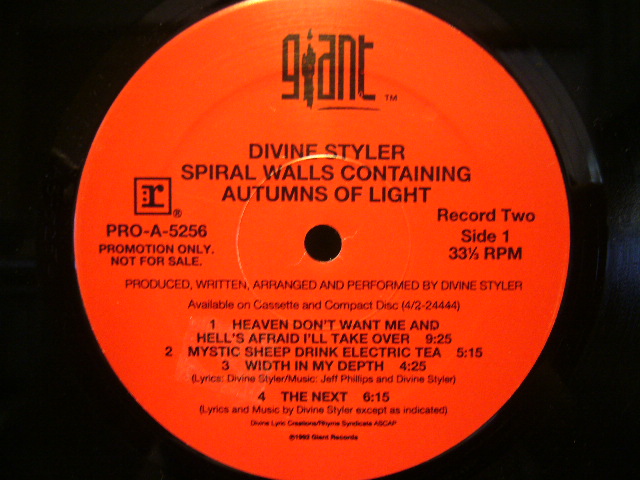 giant ™
DIVINE STYLER
SPIRAL WALLS CONTAINING
AUTUMNS OF LIGHT
r ®
PRO-A-5256
PROMOTION ONLY.
NOT FOR SALE.
Record Two
Side 1
33⅓ RPM
PRODUCED, WRITTEN, ARRANGED AND PERFORMED BY DIVINE STYLER
Available on Cassette and Compact Disc (4/2-24444)
1 HEAVEN DON'T WANT ME AND
HELL'S AFRAID I'LL TAKE OVER 9:25
2 MYSTIC SHEEP DRINK ELECTRIC TEA 5:15
3 WIDTH IN MY DEPTH 4:25
(Lyrics: Divine Styler/Music: Jeff Phillips and Divine Styler)
4 THE NEXT 6:15
(Lyrics and Music by Divine Styler except as indicated)
Divine Lyric Creations/Rhyme Syndicate ASCAP
℗1992 Giant Records